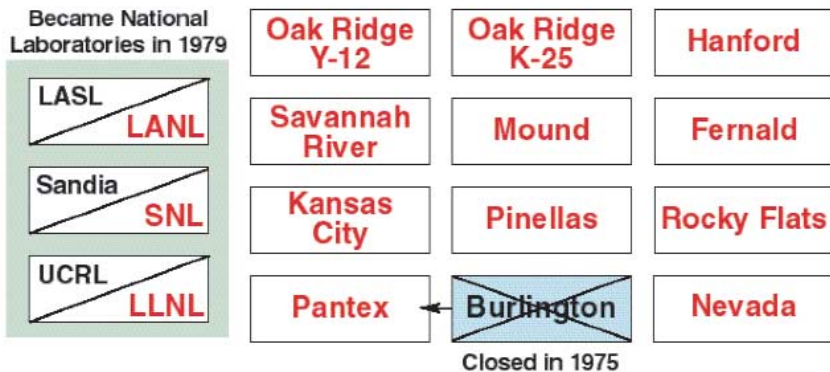 Became National
Laboratories in 1979
LASL
LANL
Sandia
SNL
UCRL
LLNL
Oak Ridge
Y-12
Oak Ridge
K-25
Hanford
Savannah
River
Mound
Fernald
Kansas
City
Pinellas
Rocky Flats
Pantex
Burlington
Nevada
Closed in 1975